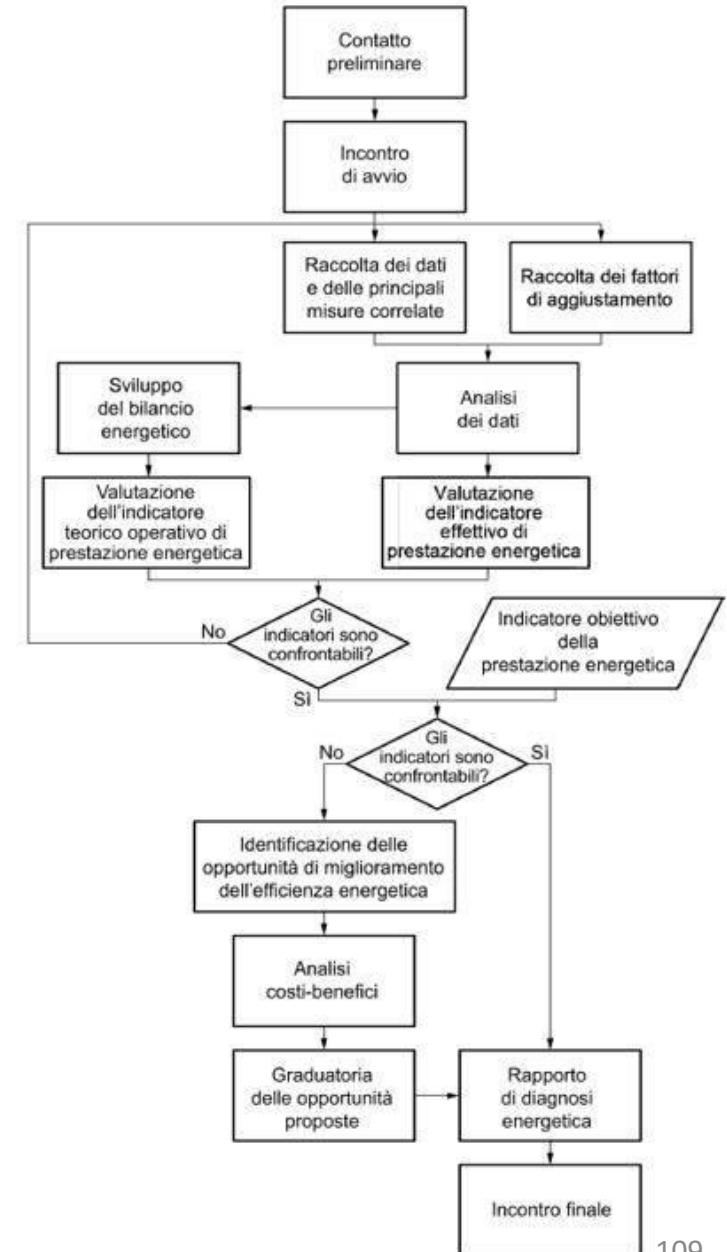 Contatto
preliminare
Incontro
di avvio
Raccolta dei dati
e delle principali
misure correlate
Raccolta dei fattori
di aggiustamento
Sviluppo
del bilancio
energetico
Analisi
dei dati
Valutazione
dell'indicatore
teorico operativo di
prestazione energetica
Valutazione
dell'indicatore
effettivo di
prestazione energetica
No
Gli
indicatori sono
confrontabili?
Sì
Indicatore obiettivo
della
prestazione energetica
No
Gli
indicatori sono
confrontabili?
Sì
Identificazione delle
opportunità di miglioramento
dell'efficienza energetica
Analisi
costi-benefici
Graduatoria
delle opportunità
proposte
Rapporto
di diagnosi
energetica
Incontro finale
109